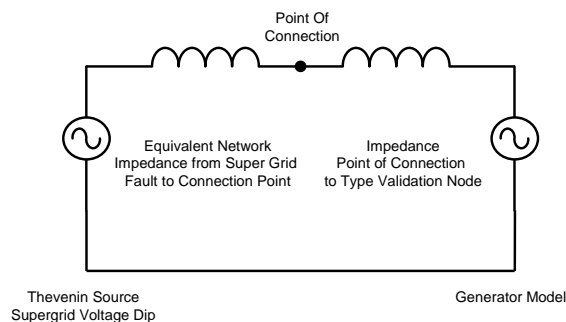 Point Of
Connection
Equivalent Network
Impedance from Super Grid
Fault to Connection Point
Impedance
Point of Connection
to Type Validation Node
Thevenin Source
Supergrid Voltage Dip
Generator Model